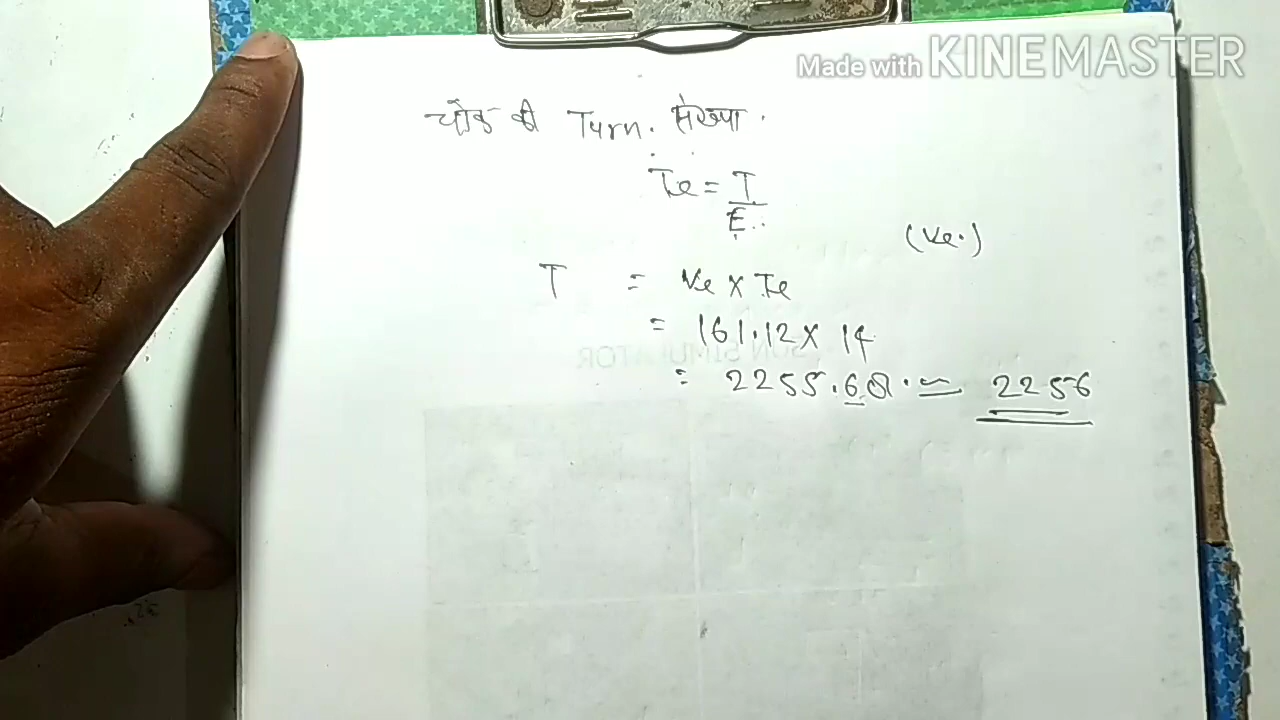 Made with KINEMASTER
चोक की Turn. संख्या.
Te = T
E..
(Ve.)
T = Ve x Te
= 161.12 x 14
= 2255.68. ≃ 2256